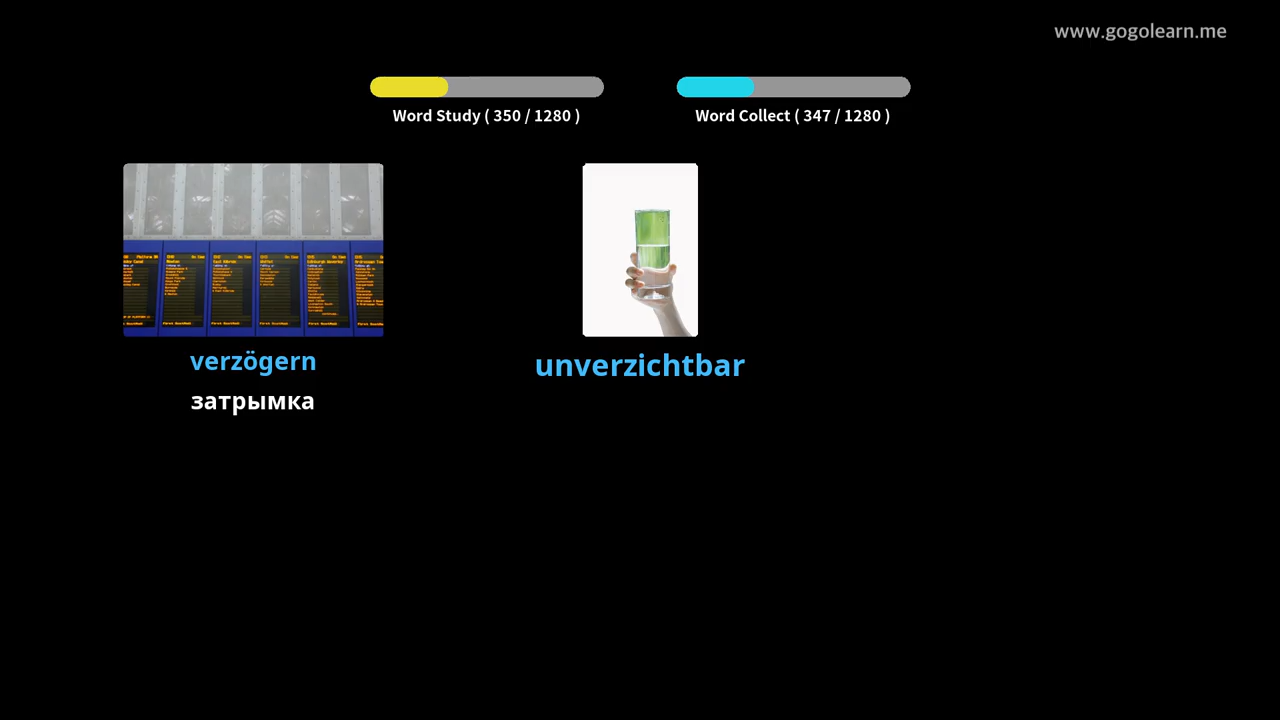 www.gogolearn.me
Word Study ( 350 / 1280 )
Word Collect ( 347 / 1280 )
verzögern
затрымка
unverzichtbar